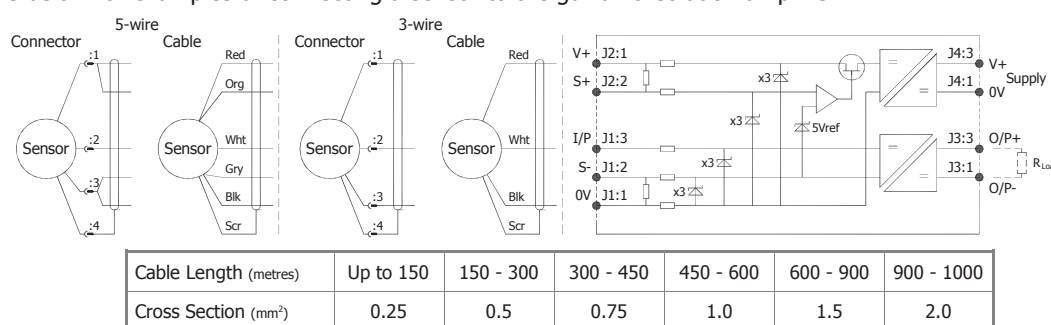 5-wire
3-wire
Connector
Cable
Connector
Cable
:1
:2
:3
:4
Sensor
Red
Org
Wht
Gry
Blk
Scr
Sensor
:1
:2
:3
:4
Sensor
Red
Wht
Blk
Scr
Sensor
V+ J2:1
S+ J2:2
I/P J1:3
S- J1:2
0V J1:1
x3
x3
5Vref
x3
x3
J4:3 V+
J4:1 0V
Supply
J3:3 O/P+
J3:1 O/P-
Cable Length (metres) Up to 150 150 - 300 300 - 450 450 - 600 600 - 900 900 - 1000
Cross Section (mm²) 0.25 0.5 0.75 1.0 1.5 2.0